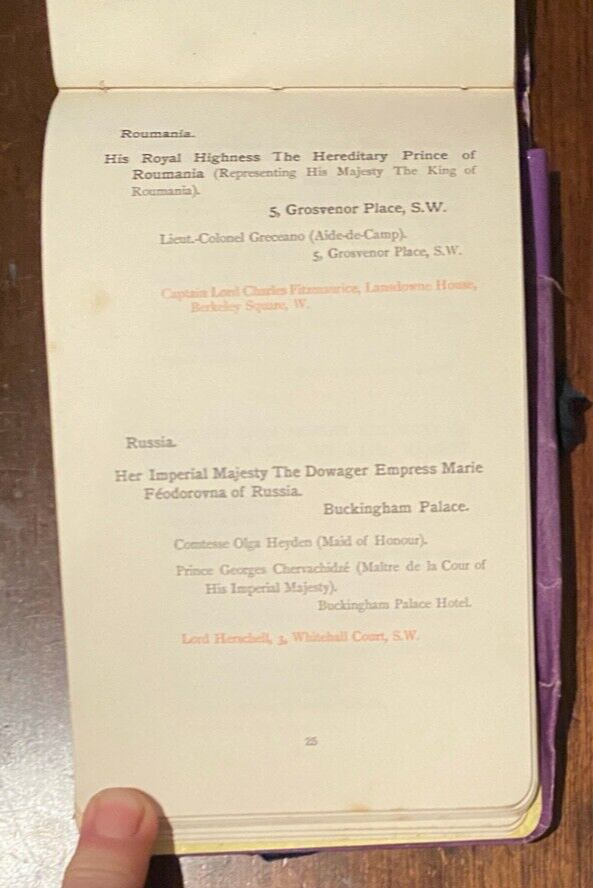 Roumania.
His Royal Highness The Hereditary Prince of
Roumania (Representing His Majesty The King of
Roumania).
5, Grosvenor Place, S.W.
Lieut.-Colonel Greceano (Aide-de-Camp).
5, Grosvenor Place, S.W.
Captain Lord Charles Fitzmaurice, Lansdowne House,
Berkeley Square, W.
Russia.
Her Imperial Majesty The Dowager Empress Marie
Féodorovna of Russia.
Buckingham Palace.
Comtesse Olga Heyden (Maid of Honour).
Prince Georges Chervachidzé (Maître de la Cour of
His Imperial Majesty).
Buckingham Palace Hotel.
Lord Herschell, 3, Whitehall Court, S.W.
25